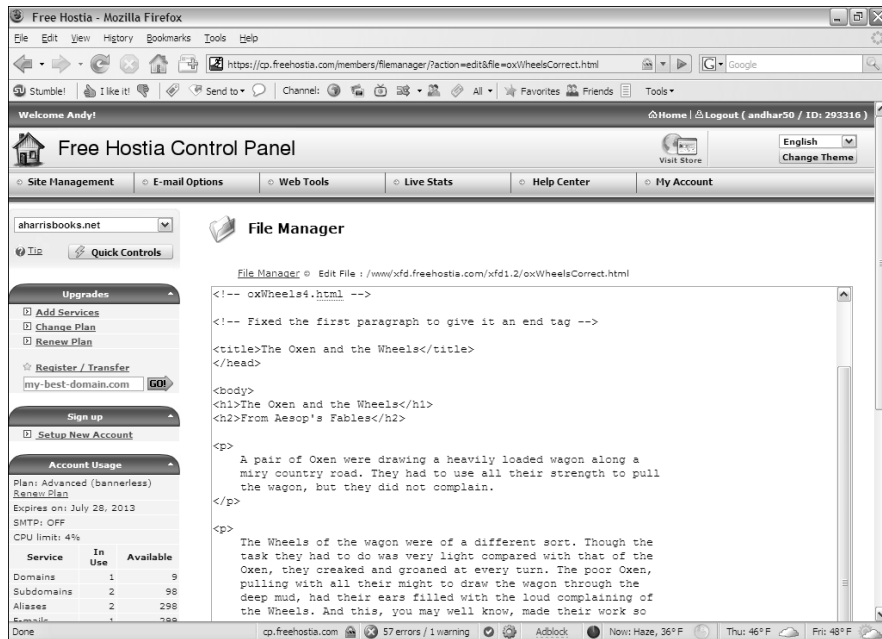 Free Hostia - Mozilla Firefox
File Edit View History Bookmarks Tools Help
https://cp.freehostia.com/members/filemanager/?action=edit&file=oxWheelsCorrect.html
G Google
Stumble! I like it! Send to Channel: All Favorites Friends Tools
Welcome Andy!
Home | Logout ( andhar50 / ID: 293316 )
Free Hostia Control Panel
Visit Store
English
Change Theme
Site Management E-mail Options Web Tools Live Stats Help Center My Account
aharrisbooks.net
Tip Quick Controls
Upgrades
Add Services
Change Plan
Renew Plan
Register / Transfer
my-best-domain.com GO!
Sign up
Setup New Account
Account Usage
Plan: Advanced (bannerless)
Renew Plan
Expires on: July 28, 2013
SMTP: OFF
CPU limit: 4%
Service In Use Available
Domains 1 9
Subdomains 2 98
Aliases 2 298
E-mails 1 299
File Manager
File Manager Edit File : /www/xfd.freehostia.com/xfd1.2/oxWheelsCorrect.html
<!-- oxWheels4.html -->
<!-- Fixed the first paragraph to give it an end tag -->
<title>The Oxen and the Wheels</title>
</head>
<body>
<h1>The Oxen and the Wheels</h1>
<h2>From Aesop's Fables</h2>
<p>
A pair of Oxen were drawing a heavily loaded wagon along a
miry country road. They had to use all their strength to pull
the wagon, but they did not complain.
</p>
<p>
The Wheels of the wagon were of a different sort. Though the
task they had to do was very light compared with that of the
Oxen, they creaked and groaned at every turn. The poor Oxen,
pulling with all their might to draw the wagon through the
deep mud, had their ears filled with the loud complaining of
the Wheels. And this, you may well know, made their work so
Done cp.freehostia.com 57 errors / 1 warning Adblock Now: Haze, 36° F Thu: 46° F Fri: 48° F